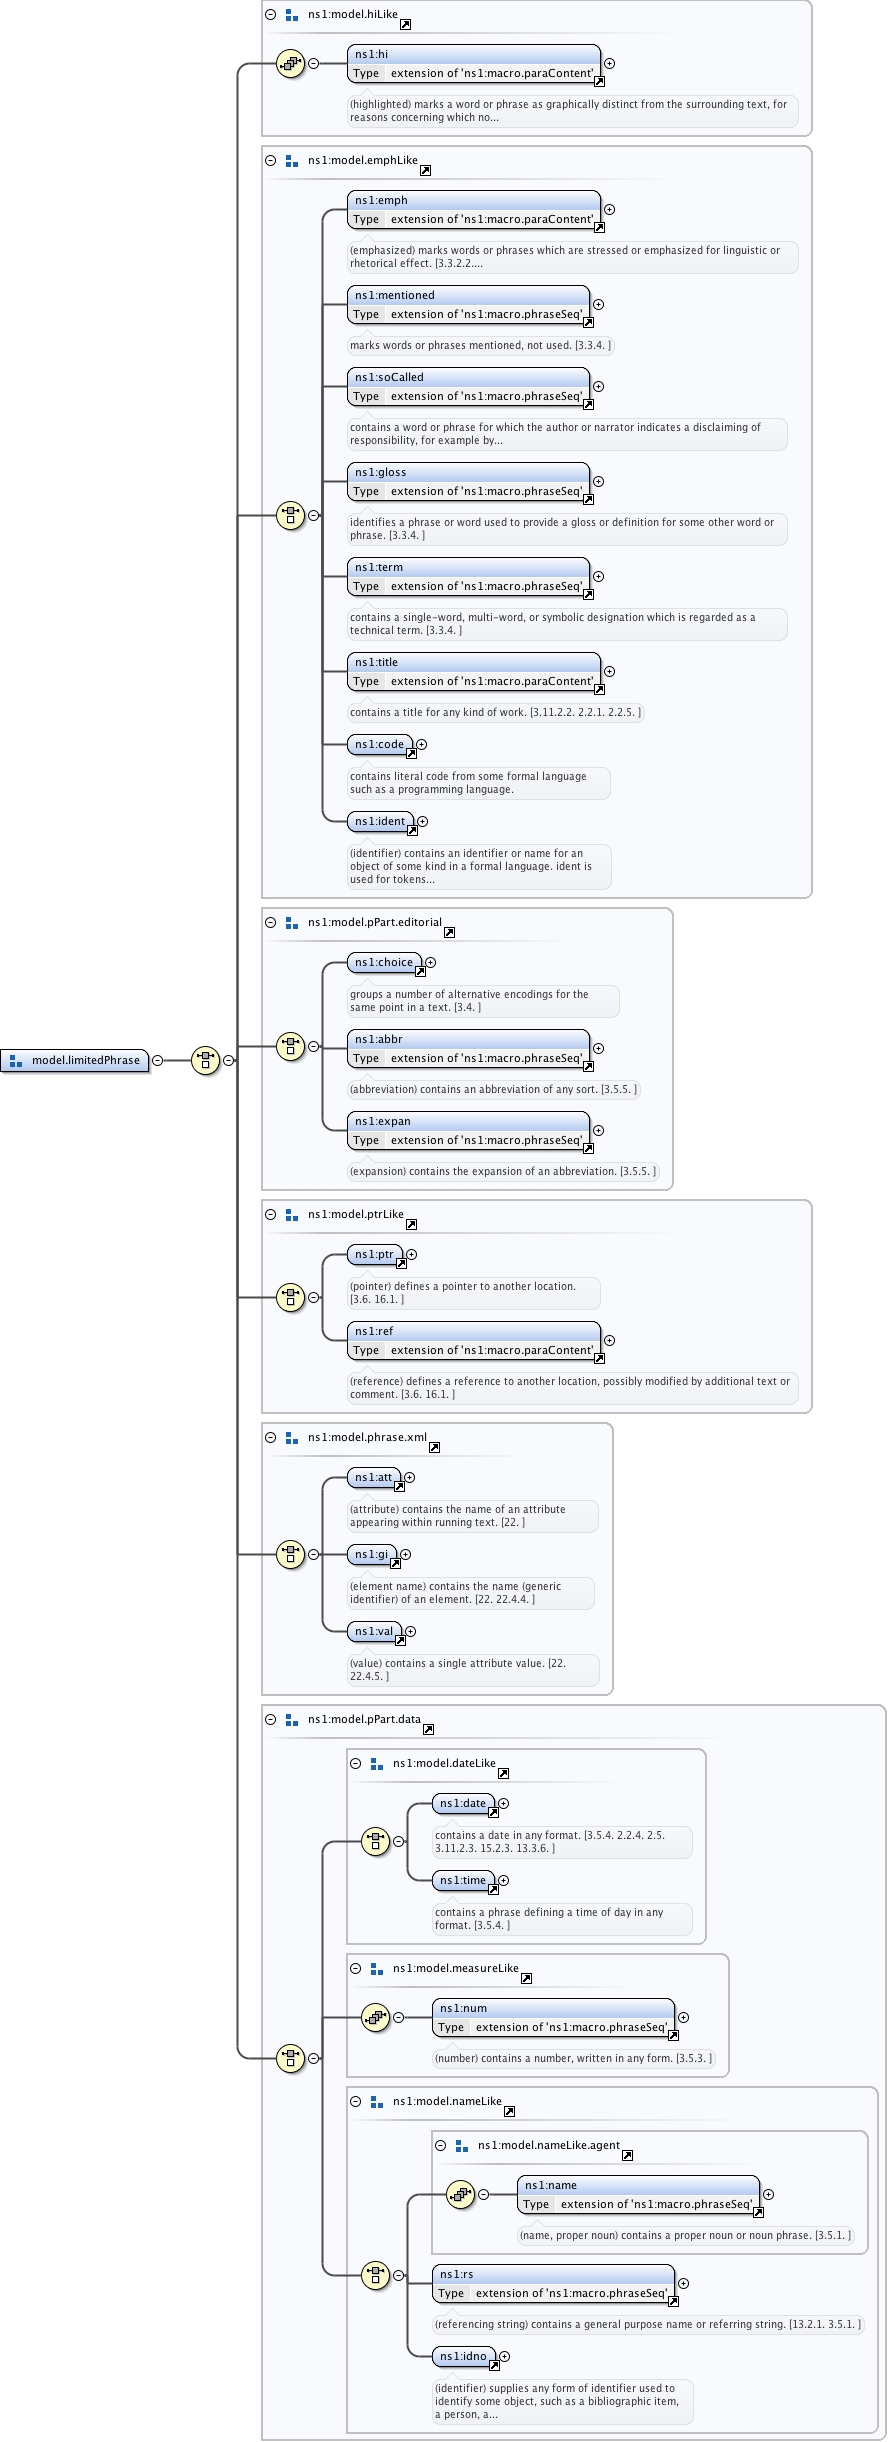 ns1:model.hiLike
ns1:hi
Type extension of 'ns1:macro.paraContent'
(highlighted) marks a word or phrase as graphically distinct from the surrounding text, for
reasons concerning which no...
ns1:model.emphLike
ns1:emph
Type extension of 'ns1:macro.paraContent'
(emphasized) marks words or phrases which are stressed or emphasized for linguistic or
rhetorical effect. [3.3.2.2....
ns1:mentioned
Type extension of 'ns1:macro.phraseSeq'
marks words or phrases mentioned, not used. [3.3.4. ]
ns1:soCalled
Type extension of 'ns1:macro.phraseSeq'
contains a word or phrase for which the author or narrator indicates a disclaiming of
responsibility, for example by...
ns1:gloss
Type extension of 'ns1:macro.phraseSeq'
identifies a phrase or word used to provide a gloss or definition for some other word or
phrase. [3.3.4. ]
ns1:term
Type extension of 'ns1:macro.phraseSeq'
contains a single-word, multi-word, or symbolic designation which is regarded as a
technical term. [3.3.4. ]
ns1:title
Type extension of 'ns1:macro.paraContent'
contains a title for any kind of work. [3.11.2.2. 2.2.1. 2.2.5. ]
ns1:code
contains literal code from some formal language
such as a programming language.
ns1:ident
(identifier) contains an identifier or name for an
object of some kind in a formal language. ident is
used for tokens...
ns1:model.pPart.editorial
ns1:choice
groups a number of alternative encodings for the
same point in a text. [3.4. ]
ns1:abbr
Type extension of 'ns1:macro.phraseSeq'
(abbreviation) contains an abbreviation of any sort. [3.5.5. ]
ns1:expan
Type extension of 'ns1:macro.phraseSeq'
(expansion) contains the expansion of an abbreviation. [3.5.5. ]
model.limitedPhrase
ns1:model.ptrLike
ns1:ptr
(pointer) defines a pointer to another location.
[3.6. 16.1. ]
ns1:ref
Type extension of 'ns1:macro.paraContent'
(reference) defines a reference to another location, possibly modified by additional text or
comment. [3.6. 16.1. ]
ns1:model.phrase.xml
ns1:att
(attribute) contains the name of an attribute
appearing within running text. [22. ]
ns1:gi
(element name) contains the name (generic
identifier) of an element. [22. 22.4.4. ]
ns1:val
(value) contains a single attribute value. [22.
22.4.5. ]
ns1:model.pPart.data
ns1:model.dateLike
ns1:date
contains a date in any format. [3.5.4. 2.2.4. 2.5.
3.11.2.3. 15.2.3. 13.3.6. ]
ns1:time
contains a phrase defining a time of day in any
format. [3.5.4. ]
ns1:model.measureLike
ns1:num
Type extension of 'ns1:macro.phraseSeq'
(number) contains a number, written in any form. [3.5.3. ]
ns1:model.nameLike
ns1:model.nameLike.agent
ns1:name
Type extension of 'ns1:macro.phraseSeq'
(name, proper noun) contains a proper noun or noun phrase. [3.5.1. ]
ns1:rs
Type extension of 'ns1:macro.phraseSeq'
(referencing string) contains a general purpose name or referring string. [13.2.1. 3.5.1. ]
ns1:idno
(identifier) supplies any form of identifier used to
identify some object, such as a bibliographic item,
a person, a...